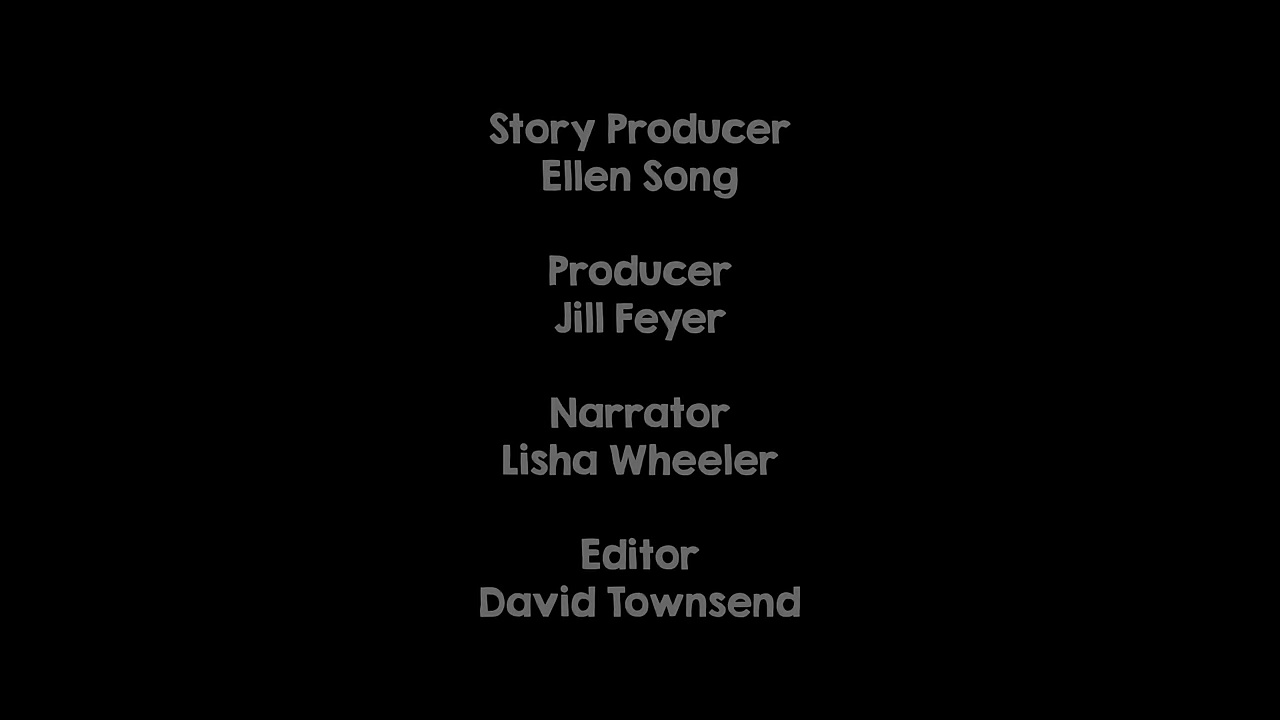 Story Producer
Ellen Song
Producer
Jill Feyer
Narrator
Lisha Wheeler
Editor
David Townsend